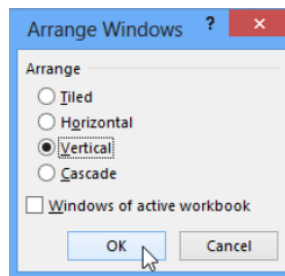 Arrange Windows ? ×
Arrange
Tiled
Horizontal
Vertical
Cascade
Windows of active workbook
OK Cancel